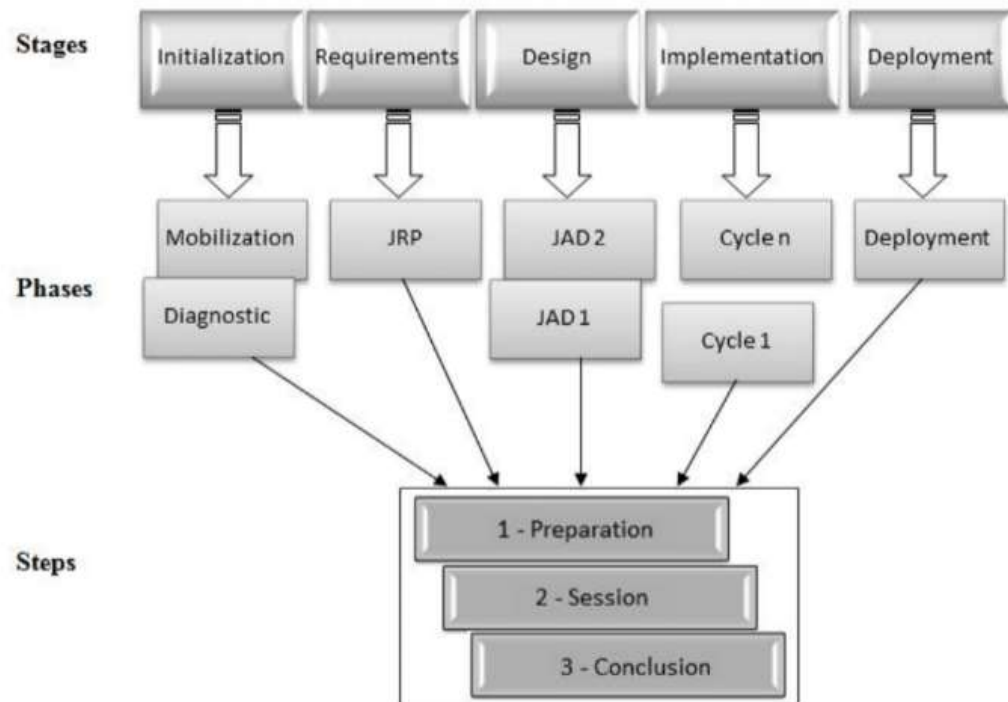 Stages
Initialization
Requirements
Design
Implementation
Deployment
Phases
Mobilization
JRP
JAD 2
Cycle n
Deployment
Diagnostic
JAD 1
Cycle 1
Steps
1 - Preparation
2 - Session
3 - Conclusion